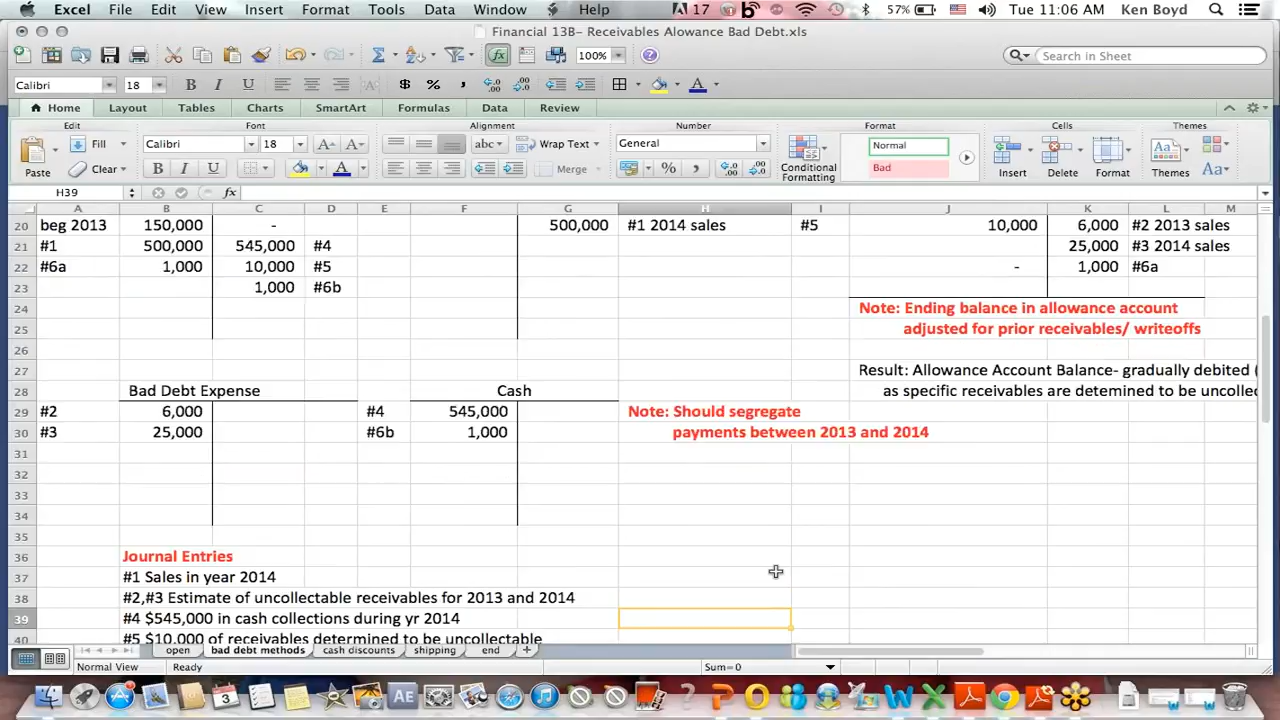 Excel File Edit View Insert Format Tools Data Window Help 17 57% Tue 11:06 AM Ken Boyd
Financial 13B– Receivables Allowance Bad Debt.xls
100% Search in Sheet
Calibri 18
Home Layout Tables Charts SmartArt Formulas Data Review
Edit Font Alignment Number Format Cells Themes
Fill Calibri 18 abc Wrap Text General Normal
Paste Clear Merge Conditional Formatting Bad Insert Delete Format Themes Aa
H39 fx
A B C D E F G H I J K L M
20 beg 2013 150,000 - 500,000 #1 2014 sales #5 10,000 6,000 #2 2013 sales
21 #1 500,000 545,000 #4 25,000 #3 2014 sales
22 #6a 1,000 10,000 #5 - 1,000 #6a
23 1,000 #6b
24 Note: Ending balance in allowance account
25 adjusted for prior receivables/ writeoffs
26
27 Result: Allowance Account Balance- gradually debited (
28 Bad Debt Expense Cash as specific receivables are detemined to be uncollec
29 #2 6,000 #4 545,000 Note: Should segregate
30 #3 25,000 #6b 1,000 payments between 2013 and 2014
31
32
33
34
35
36 Journal Entries
37 #1 Sales in year 2014
38 #2,#3 Estimate of uncollectable receivables for 2013 and 2014
39 #4 $545,000 in cash collections during yr 2014
40 #5 $10,000 of receivables determined to be uncollectable
open bad debt methods cash discounts shipping end +
Normal View Ready Sum=0